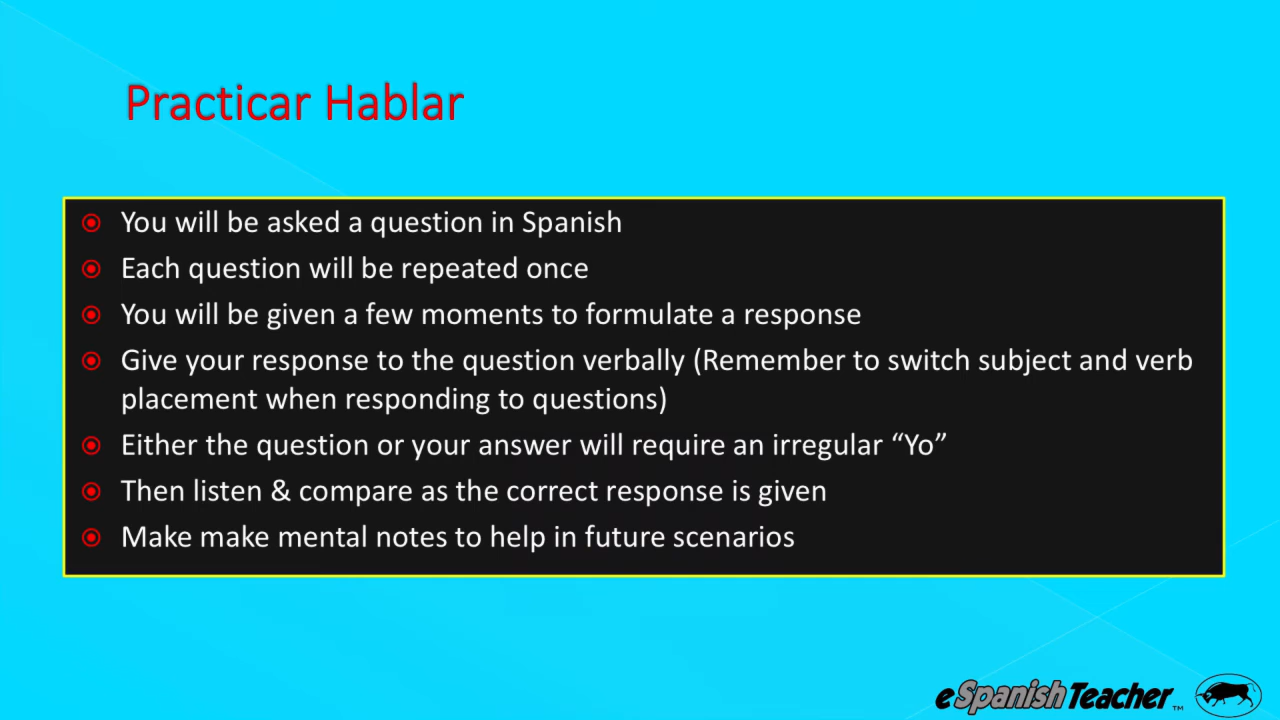 Practicar Hablar
You will be asked a question in Spanish
Each question will be repeated once
You will be given a few moments to formulate a response
Give your response to the question verbally (Remember to switch subject and verb
placement when responding to questions)
Either the question or your answer will require an irregular “Yo”
Then listen & compare as the correct response is given
Make make mental notes to help in future scenarios
eSpanishTeacher™